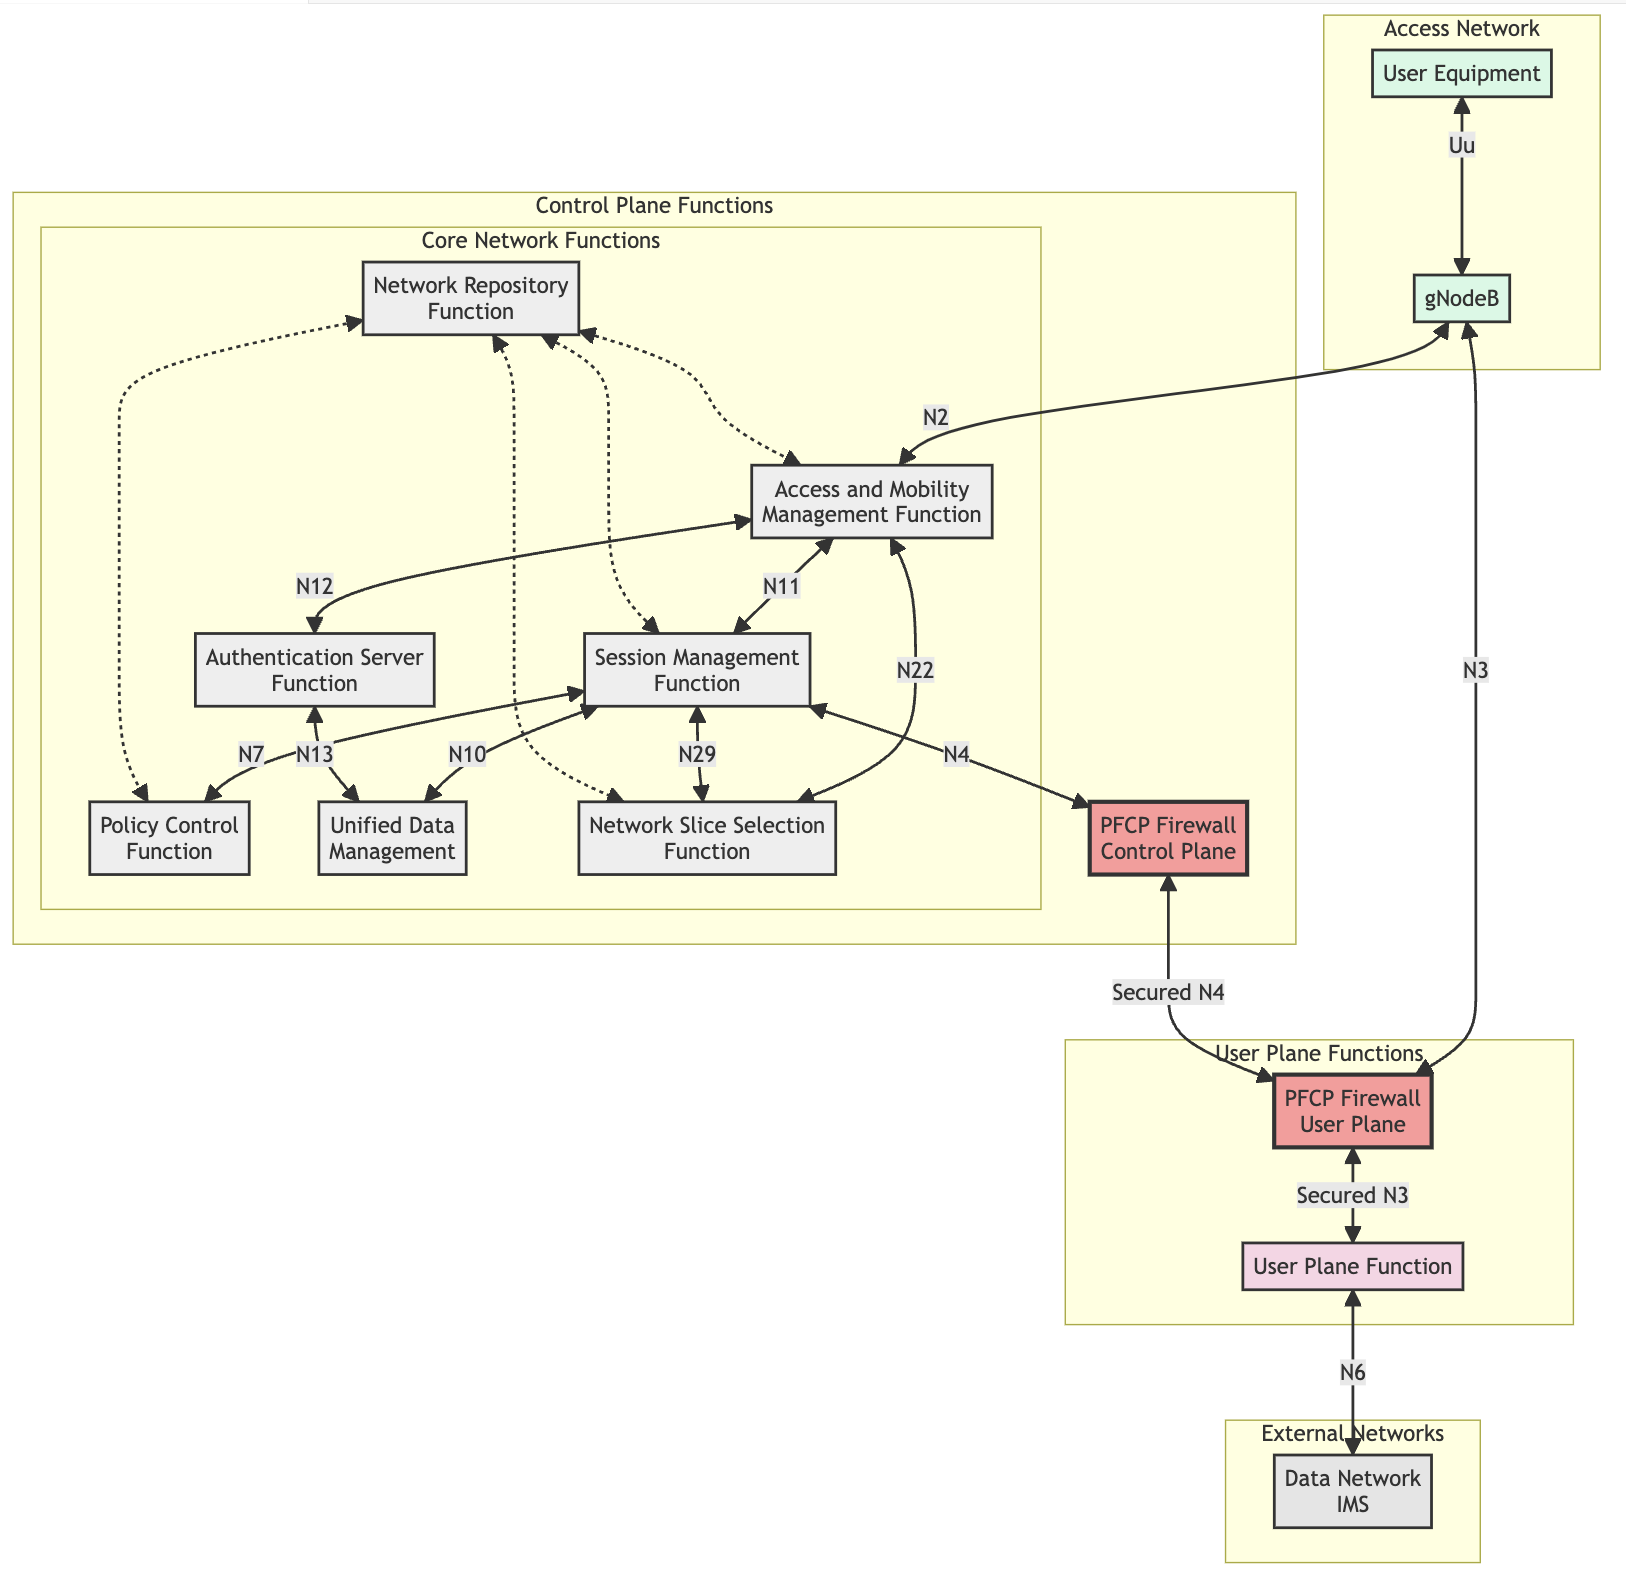 Access Network
User Equipment
Uu
Control Plane Functions
Core Network Functions
Network Repository
Function
gNodeB
N2
Access and Mobility
Management Function
N12
N11
Authentication Server
Function
Session Management
Function
N22
N3
N7
N13
N10
N29
N4
Policy Control
Function
Unified Data
Management
Network Slice Selection
Function
PFCP Firewall
Control Plane
Secured N4
User Plane Functions
PFCP Firewall
User Plane
Secured N3
User Plane Function
N6
External Networks
Data Network
IMS